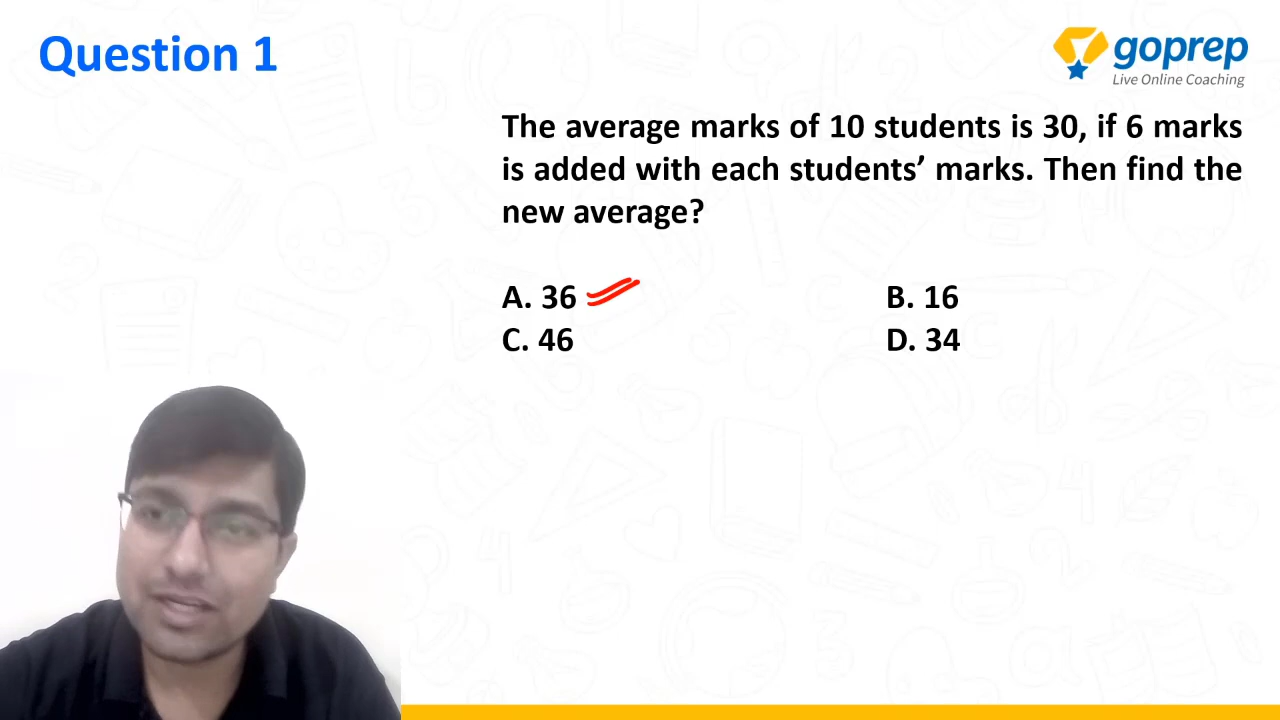 Question 1
goprep
Live Online Coaching
The average marks of 10 students is 30, if 6 marks
is added with each students’ marks. Then find the
new average?
A. 36 B. 16
C. 46 D. 34